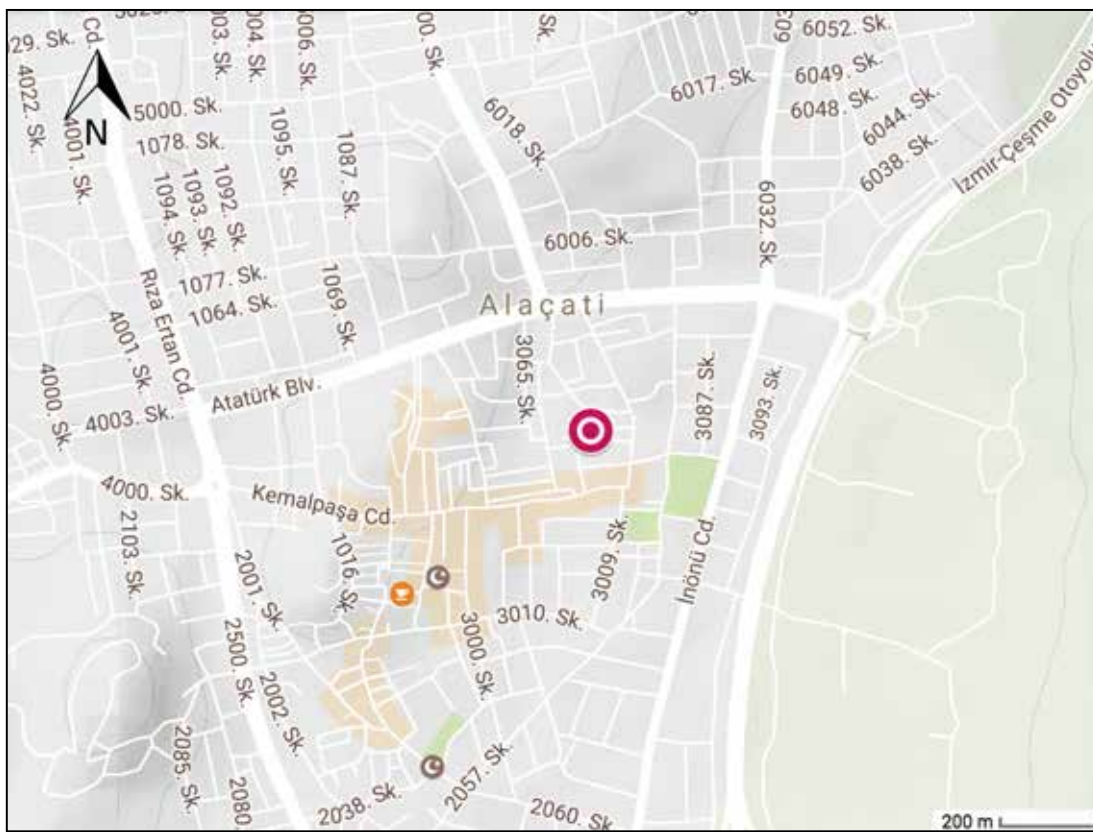 029. Sk.
Cd.
003. Sk.
004. Sk.
6006. Sk.
00. Sk.
Sk.
609
6052. Sk.
4022. Sk.
N
4001. Sk.
5000. Sk.
1078. Sk.
1095. Sk.
1087. Sk.
6018. Sk.
6017. Sk.
6049. Sk.
6048. Sk.
6044. Sk.
6038. Sk.
İzmir-Çeşme Otoyolu
1094. Sk.
1093. Sk.
1092. Sk.
6032. Sk.
6006. Sk.
1077. Sk.
1064. Sk.
1069. Sk.
Rıza Ertan Cd.
Alaçati
4001. Sk.
4000. Sk.
4003. Sk.
Atatürk Blv.
3065. Sk.
3087. Sk.
3093. Sk.
4000. Sk.
Kemalpaşa Cd.
2103. Sk.
1016. Sk.
3009. Sk.
İnönü Cd.
2001. Sk.
3010. Sk.
3000. Sk.
2500. Sk.
2002. Sk.
2085. Sk.
2080.
2038. Sk.
2057. Sk.
2060. Sk.
200 m